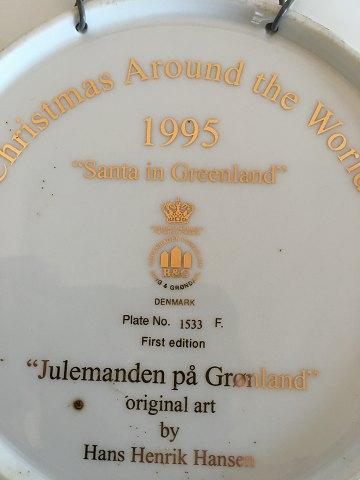 Christmas Around the World
1995
"Santa in Greenland"
B&G
DENMARK
Plate No. 1533 F.
First edition
"Julemanden på Grønland"
original art
by
Hans Henrik Hansen